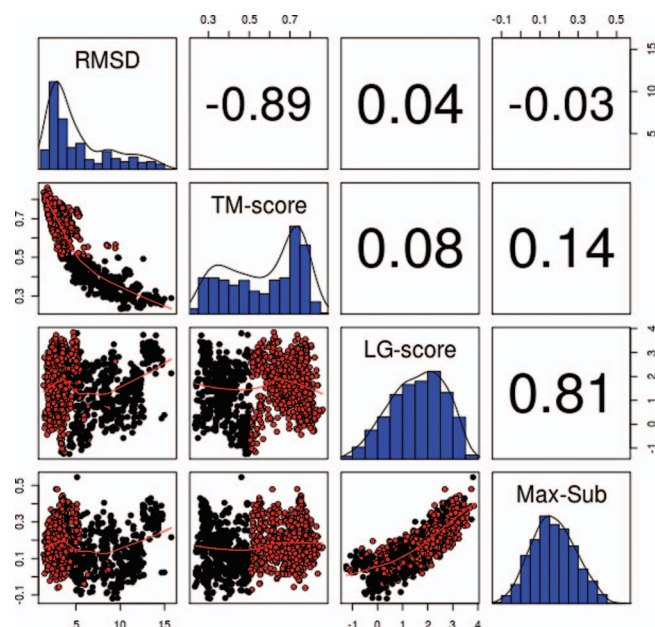 0.3 0.7 -0.1 0.1 0.3 0.5
RMSD -0.89 0.04 -0.03 5 10 15
TM-score 0.08 0.14 0.3 0.5 0.7
LG-score 0.81 -1 0 1 2 3 4
Max-Sub -0.1 0.1 0.3 0.5
5 10 15 -1 0 1 2 3 4